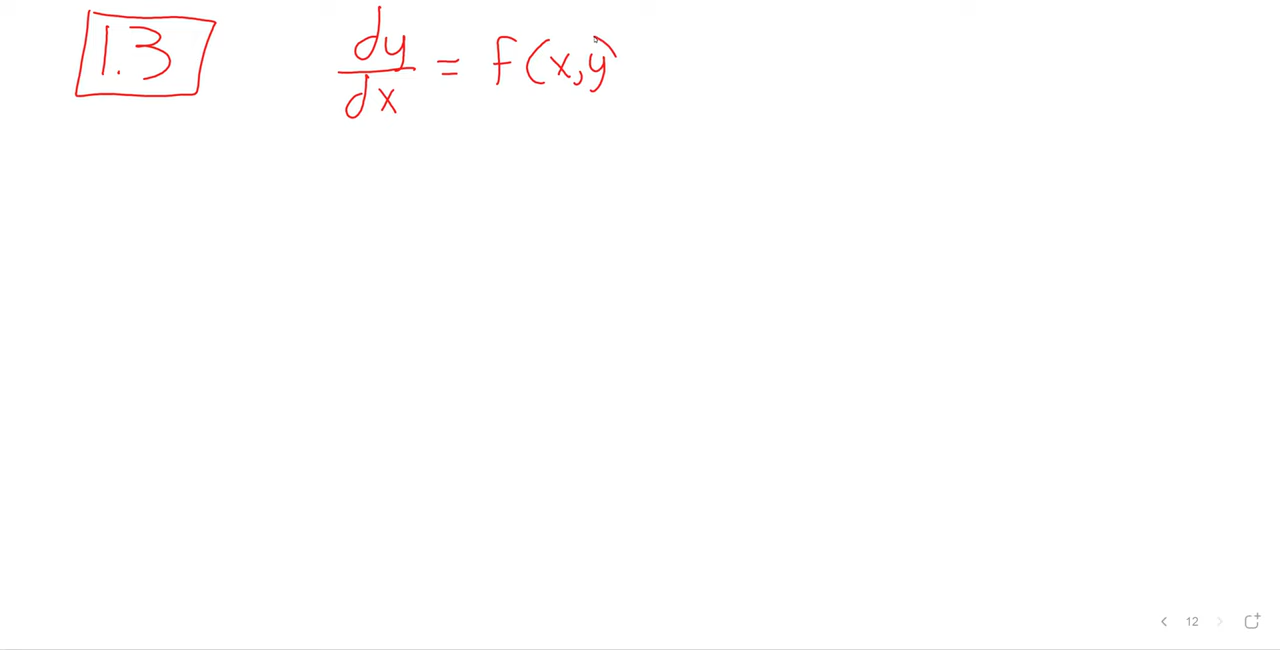 1.3 dy/dx = f(x,y)
12